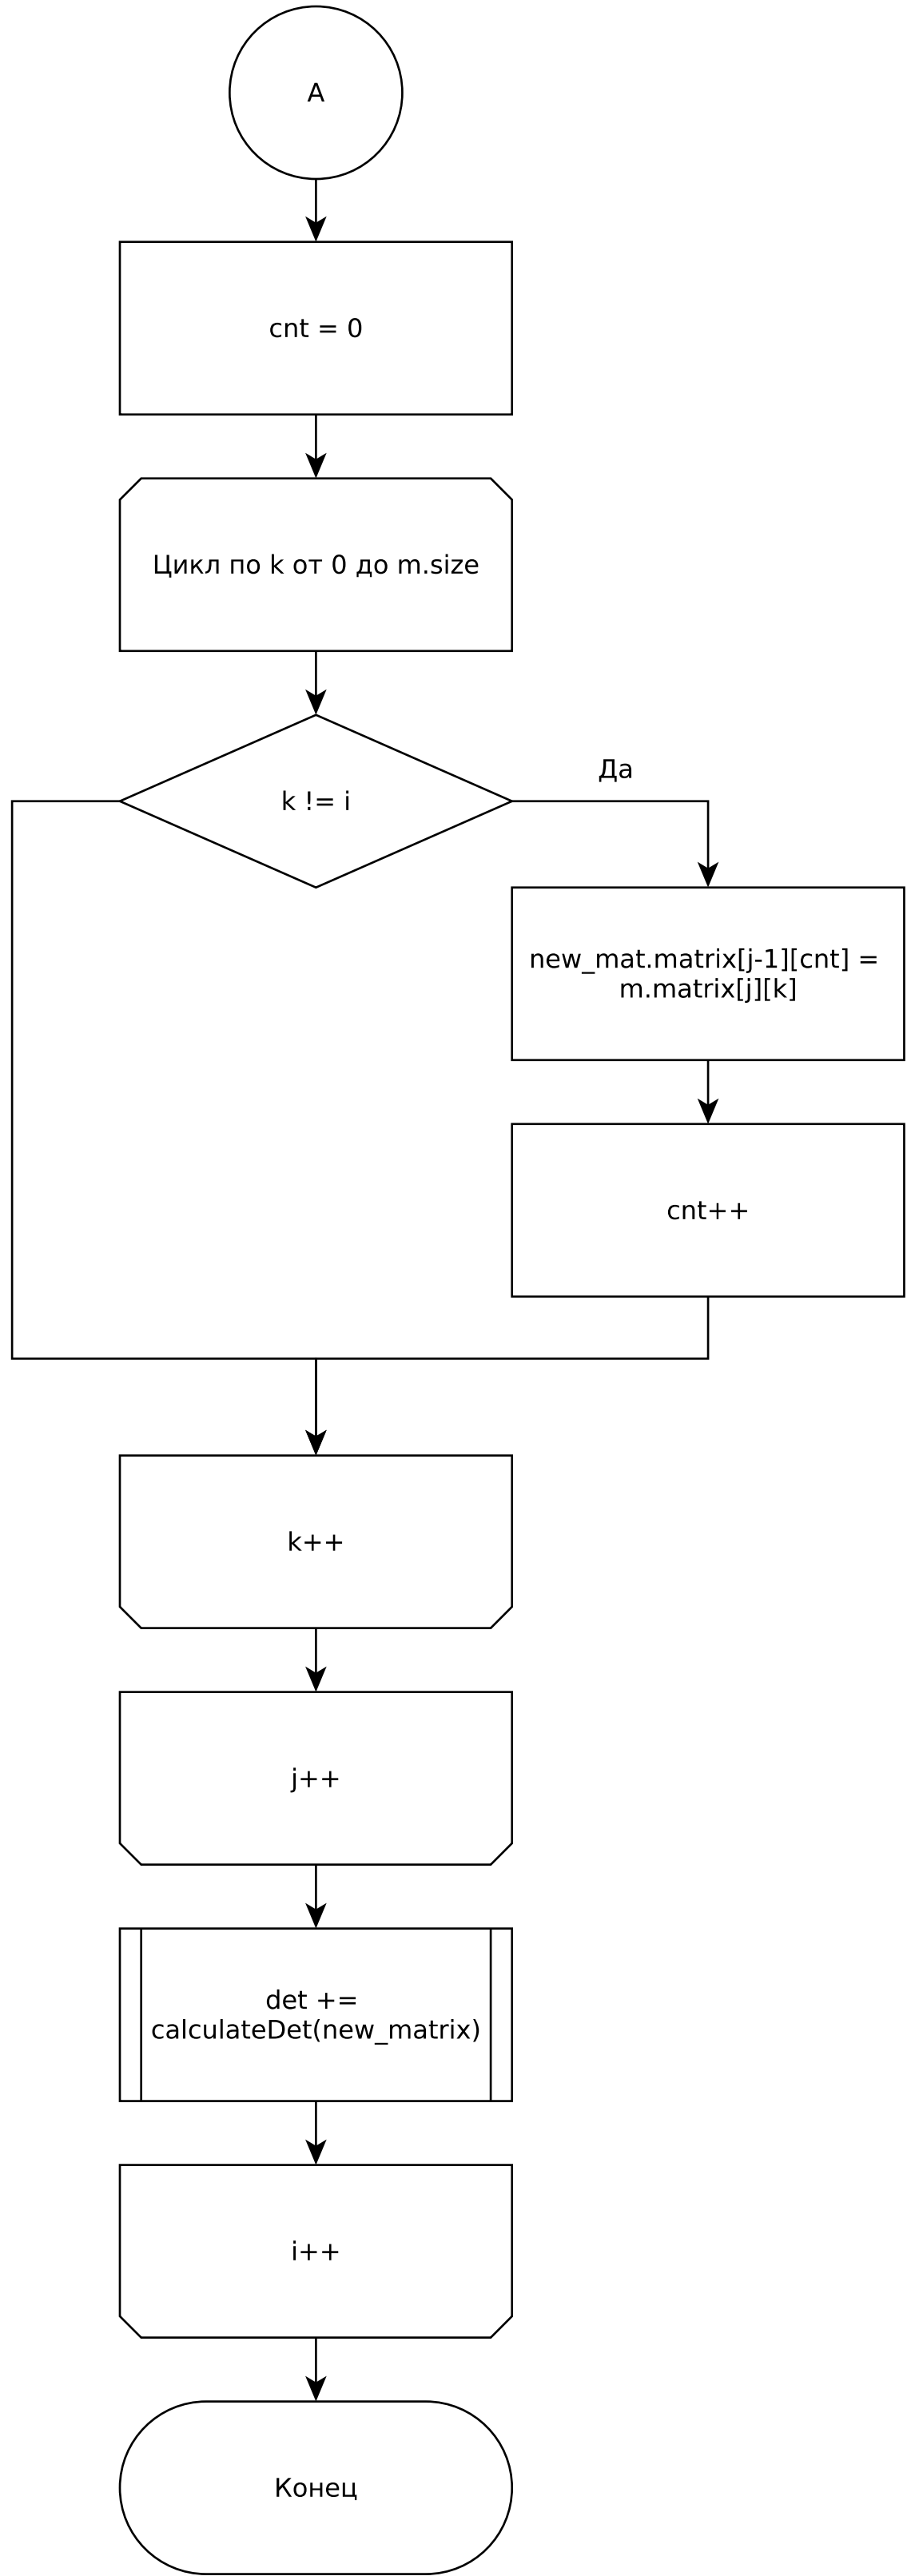 A
cnt = 0
Цикл по k от 0 до m.size
k != i
Да
new_mat.matrix[j-1][cnt] =
m.matrix[j][k]
cnt++
k++
j++
det +=
calculateDet(new_matrix)
i++
Конец